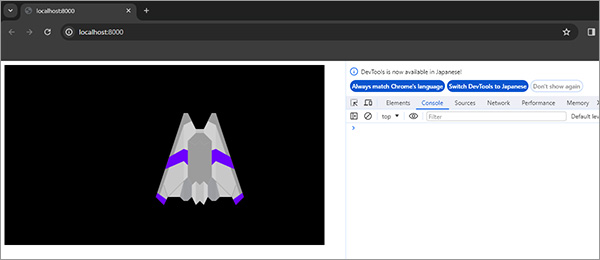 localhost:8000
localhost:8000
DevTools is now available in Japanese!
Always match Chrome's language Switch DevTools to Japanese Don't show again
Elements Console Sources Network Performance Memory
top Filter Default lev